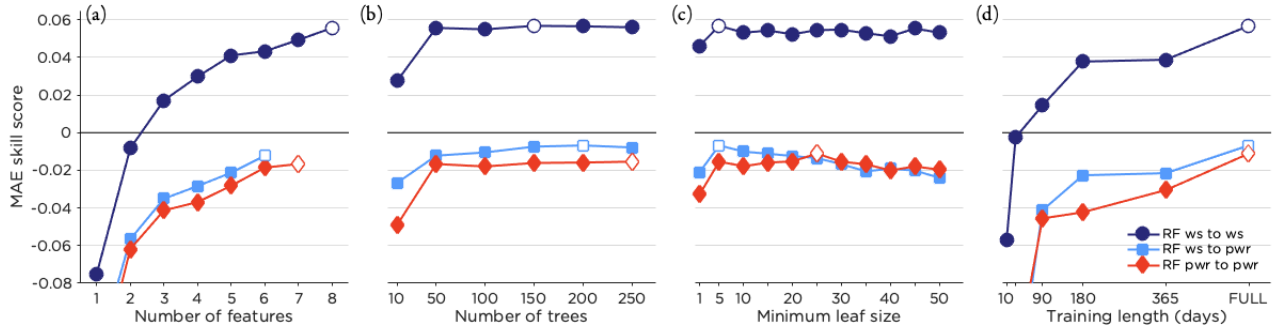 (a)
(b)
(c)
(d)
MAE skill score
0.06
0.04
0.02
0
-0.02
-0.04
-0.06
-0.08
1 2 3 4 5 6 7 8
Number of features
10 50 100 150 200 250
Number of trees
1 5 10 20 30 40 50
Minimum leaf size
RF ws to ws
RF ws to pwr
RF pwr to pwr
10 90 180 365 FULL
Training length (days)